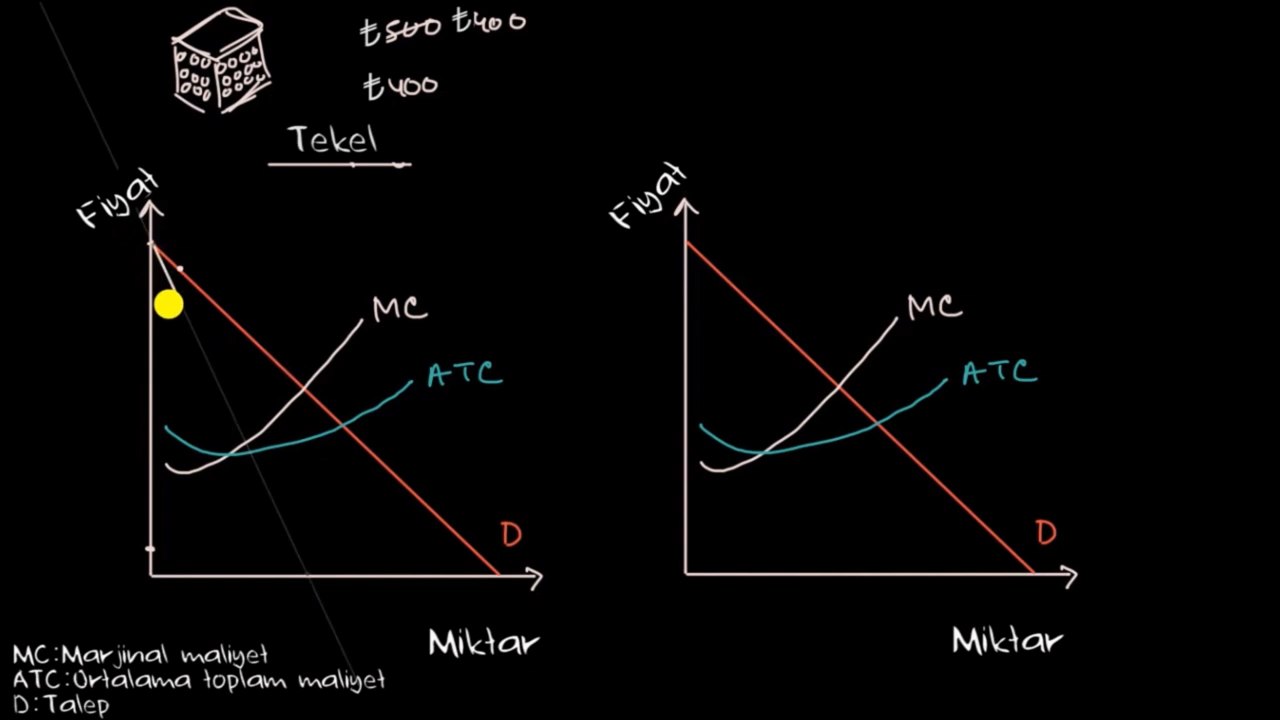 ₺500 ₺400
₺400
Tekel
Fiyat
MC
ATC
D
Miktar
Fiyat
MC
ATC
D
Miktar
MC:Marjinal maliyet
ATC:Ortalama toplam maliyet
D:Talep